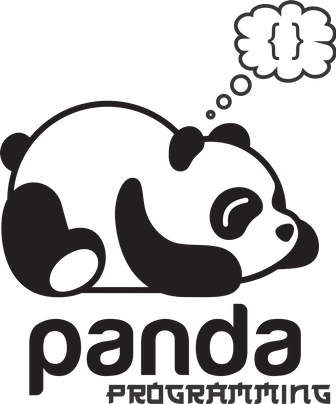 { }
panda
PROGRAMMING